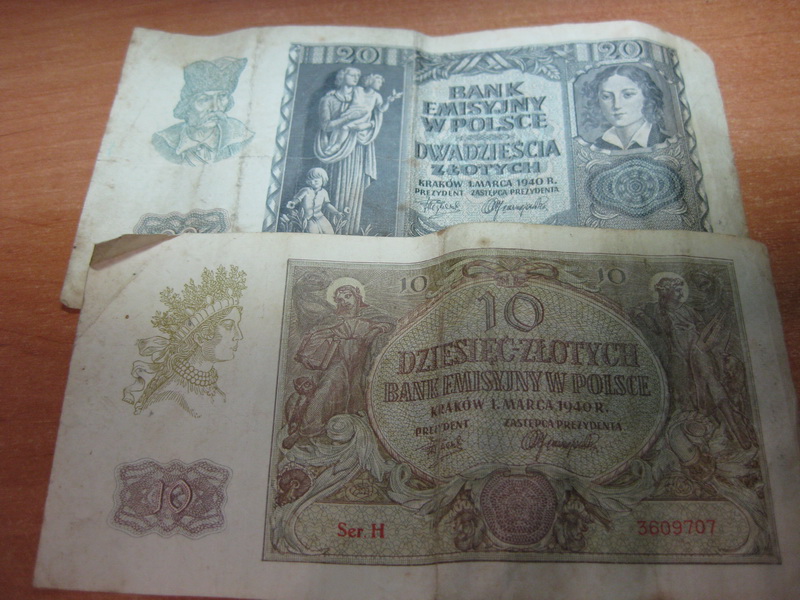 20 20
BANK
EMISYJNY
W POLSCE
DWADZIEŚCIA
ZŁOTYCH
KRAKÓW 1. MARCA 1940 R.
PREZYDENT ZASTĘPCA PREZYDENTA
10 10
10
DZIESIĘĆ-ZŁOTYCH
BANK EMISYJNY W POLSCE
KRAKÓW 1. MARCA 1940 R.
PREZYDENT ZASTĘPCA PREZYDENTA
10
Ser. H 3609707